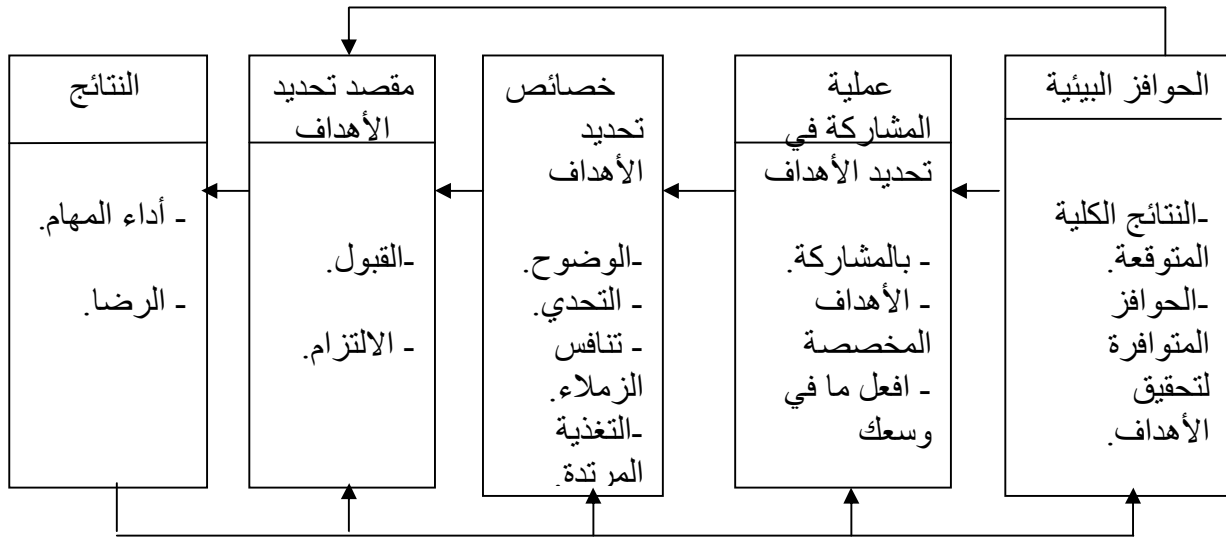 الحوافز البيئية
-النتائج الكلية
المتوقعة.
-الحوافز
المتوافرة
لتحقيق
الأهداف.
عملية
المشاركة في
تحديد الأهداف
- بالمشاركة.
- الأهداف
المخصصة
- افعل ما في
وسعك
خصائص
تحديد
الأهداف
-الوضوح.
- التحدي.
- تنافس
الزملاء.
-التغذية
المرتدة.
مقصد تحديد
الأهداف
-القبول.
- الالتزام.
النتائج
- أداء المهام.
- الرضا.